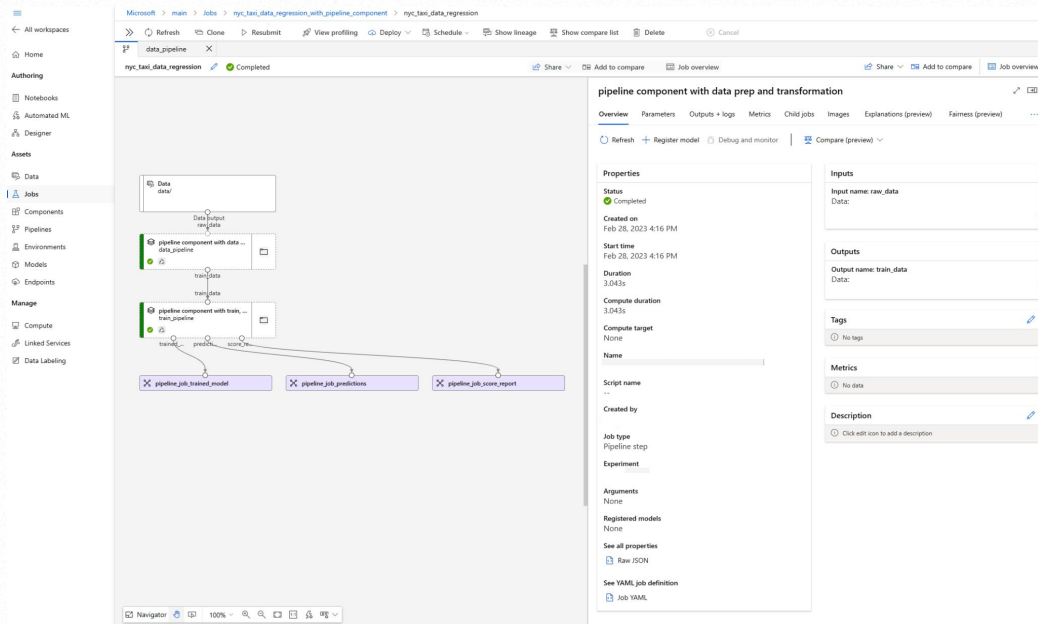 Microsoft > main > Jobs > nyc_taxi_data_regression_with_pipeline_component > nyc_taxi_data_regression
All workspaces
Home
Authoring
Notebooks
Automated ML
Designer
Assets
Data
Jobs
Components
Pipelines
Environments
Models
Endpoints
Manage
Compute
Linked Services
Data Labeling
Refresh Clone Resubmit View profiling Deploy Schedule Show lineage Show compare list Delete Cancel
data_pipeline
nyc_taxi_data_regression Completed Share Add to compare Job overview Share Add to compare Job overview
Data
data/
Data output
raw_data
pipeline component with data ...
data_pipeline
train_data
train_data
pipeline component with train, ...
train_pipeline
trained_... predicti... score_re...
pipeline_job_trained_model pipeline_job_predictions pipeline_job_score_report
Navigator 100%
pipeline component with data prep and transformation
Overview Parameters Outputs + logs Metrics Child jobs Images Explanations (preview) Fairness (preview) ...
Refresh Register model Debug and monitor Compare (preview)
Properties
Status
Completed
Created on
Feb 28, 2023 4:16 PM
Start time
Feb 28, 2023 4:16 PM
Duration
3.043s
Compute duration
3.043s
Compute target
None
Name
Script name
--
Created by
Job type
Pipeline step
Experiment
Arguments
None
Registered models
None
See all properties
Raw JSON
See YAML job definition
Job YAML
Inputs
Input name: raw_data
Data:
Outputs
Output name: train_data
Data:
Tags
No tags
Metrics
No data
Description
Click edit icon to add a description